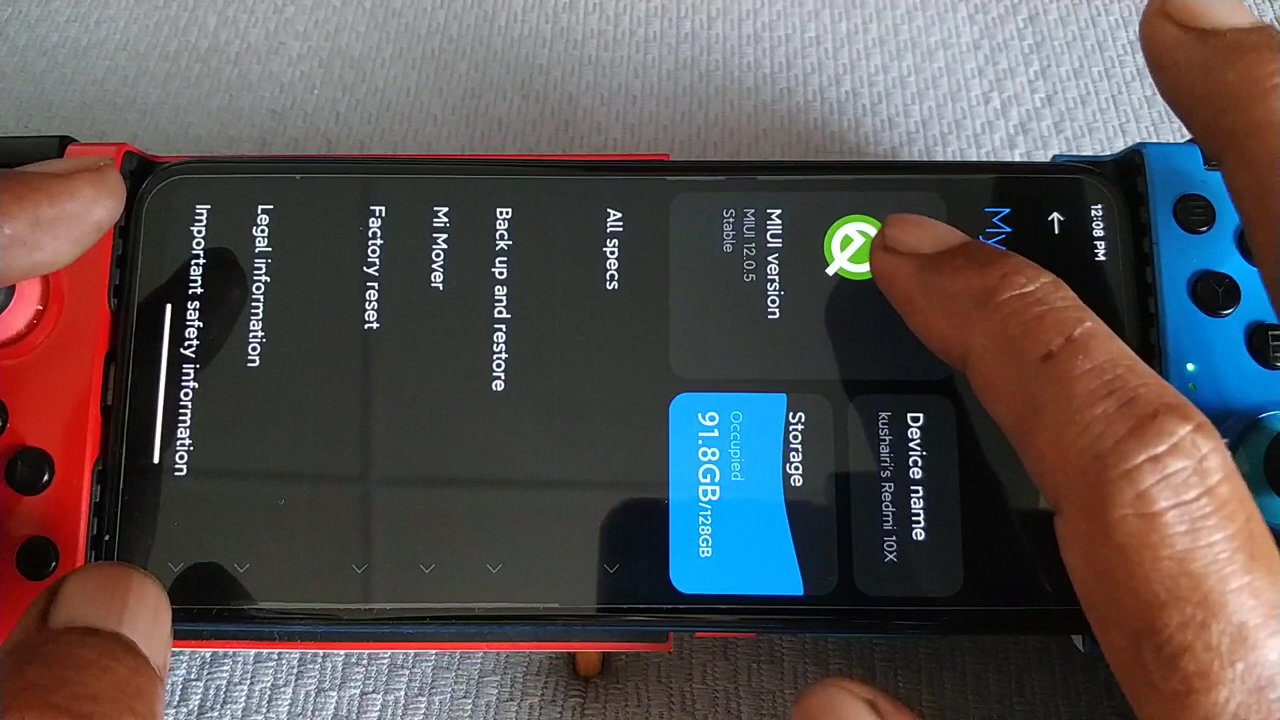 12:08 PM
My
MIUI version
MIUI 12.0.5
Stable
Device name
kushairi's Redmi 10X
Storage
Occupied
91.8GB/128GB
All specs
Back up and restore
Mi Mover
Factory reset
Legal information
Important safety information
Y